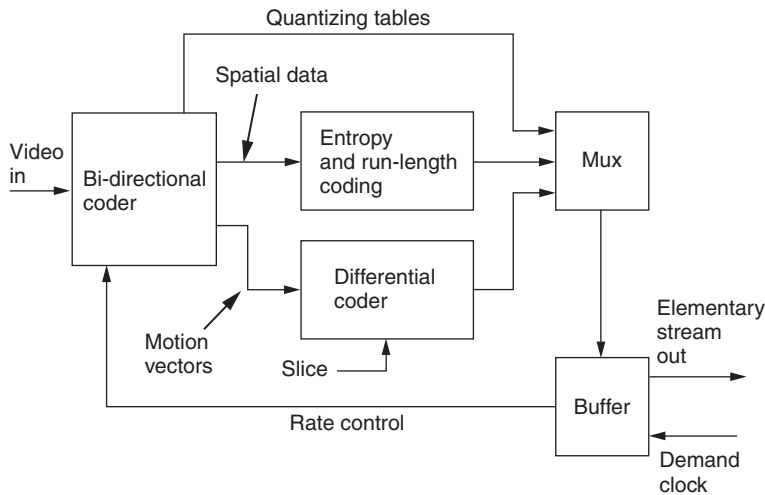 Quantizing tables
Spatial data
Video
in
Bi-directional
coder
Entropy
and run-length
coding
Mux
Differential
coder
Motion
vectors
Slice
Elementary
stream
out
Buffer
Rate control
Demand
clock